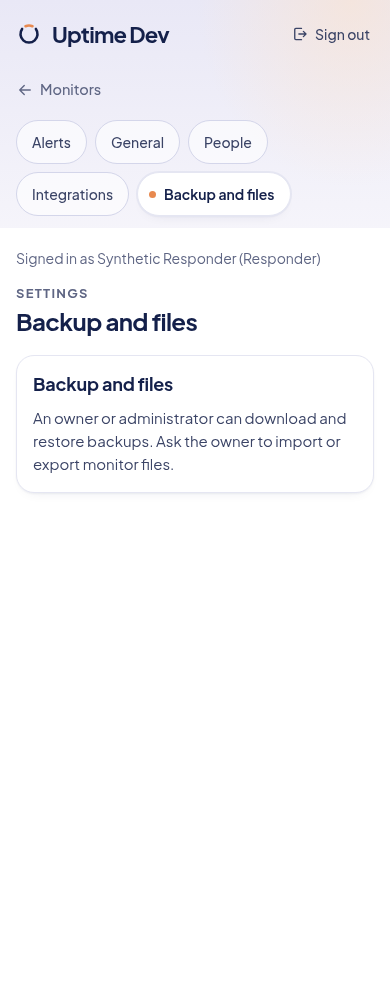 Uptime Dev
Sign out
Monitors
Alerts
General
People
Integrations
Backup and files
Signed in as Synthetic Responder (Responder)
SETTINGS
Backup and files
Backup and files
An owner or administrator can download and
restore backups. Ask the owner to import or
export monitor files.